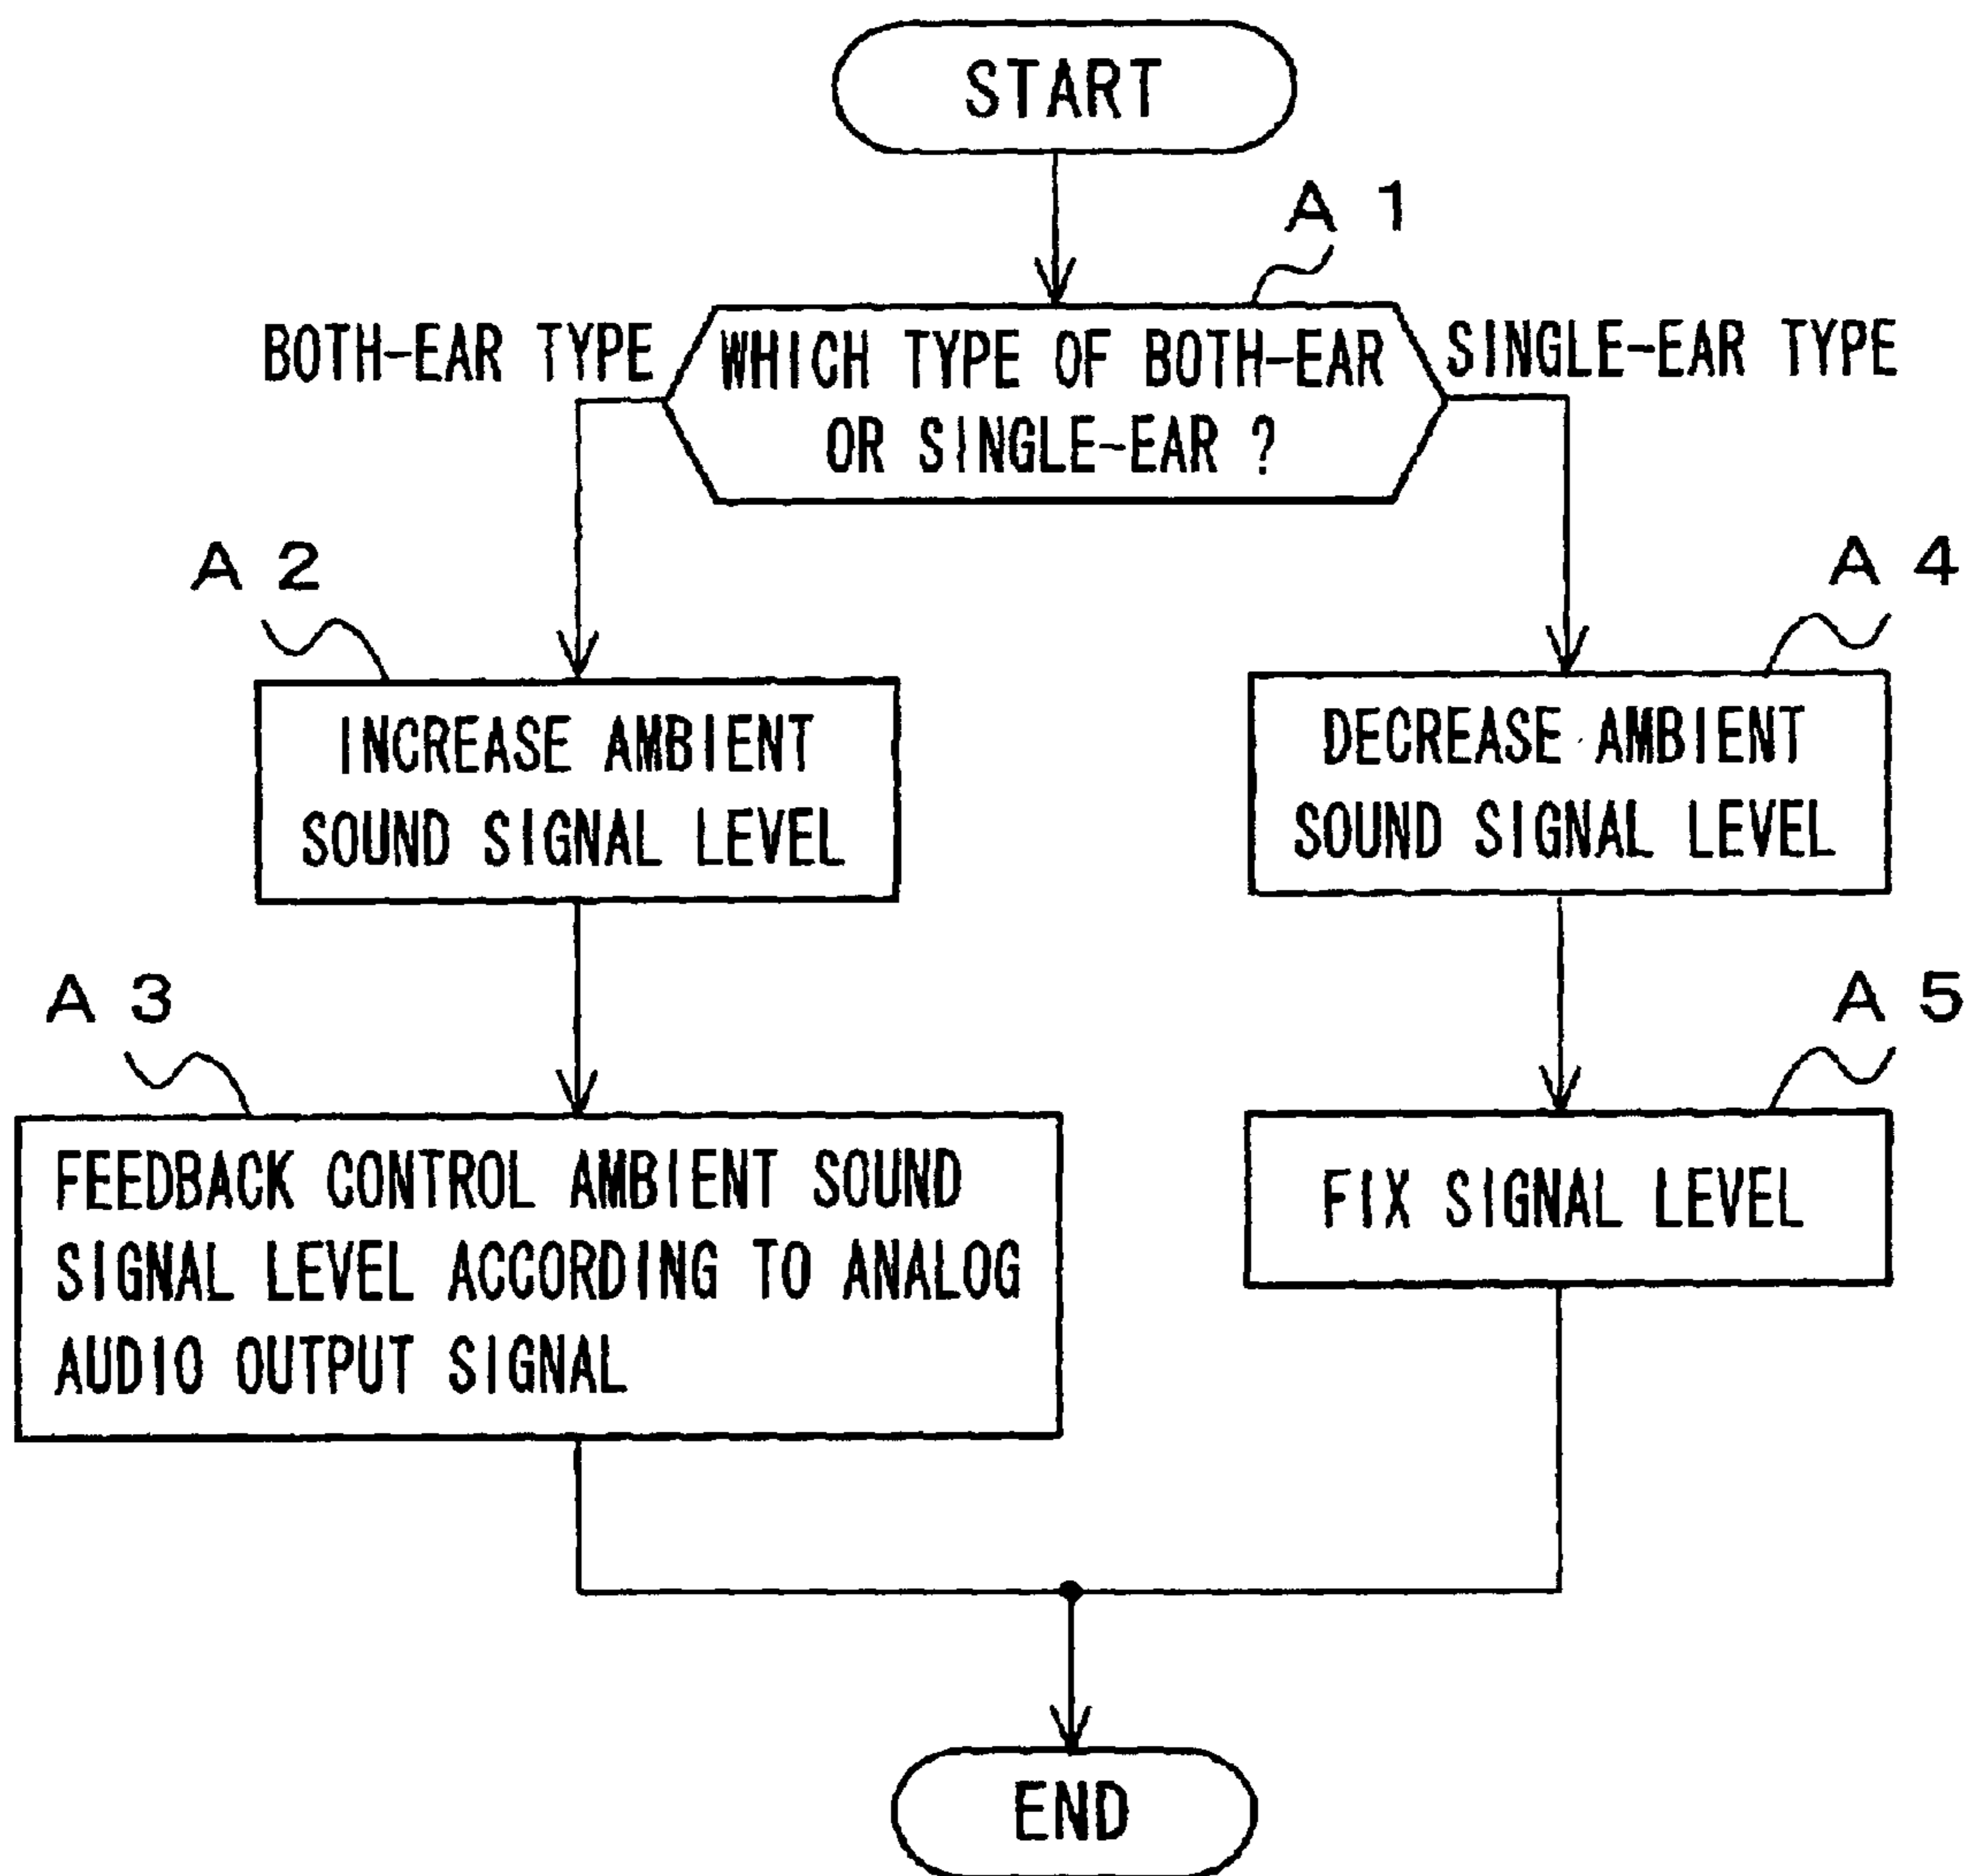 START
A 1
BOTH-EAR TYPE
WHICH TYPE OF BOTH-EAR
OR SINGLE-EAR ?
SINGLE-EAR TYPE
A 2
INCREASE AMBIENT
SOUND SIGNAL LEVEL
A 4
DECREASE AMBIENT
SOUND SIGNAL LEVEL
A 3
FEEDBACK CONTROL AMBIENT SOUND
SIGNAL LEVEL ACCORDING TO ANALOG
AUDIO OUTPUT SIGNAL
A 5
FIX SIGNAL LEVEL
END